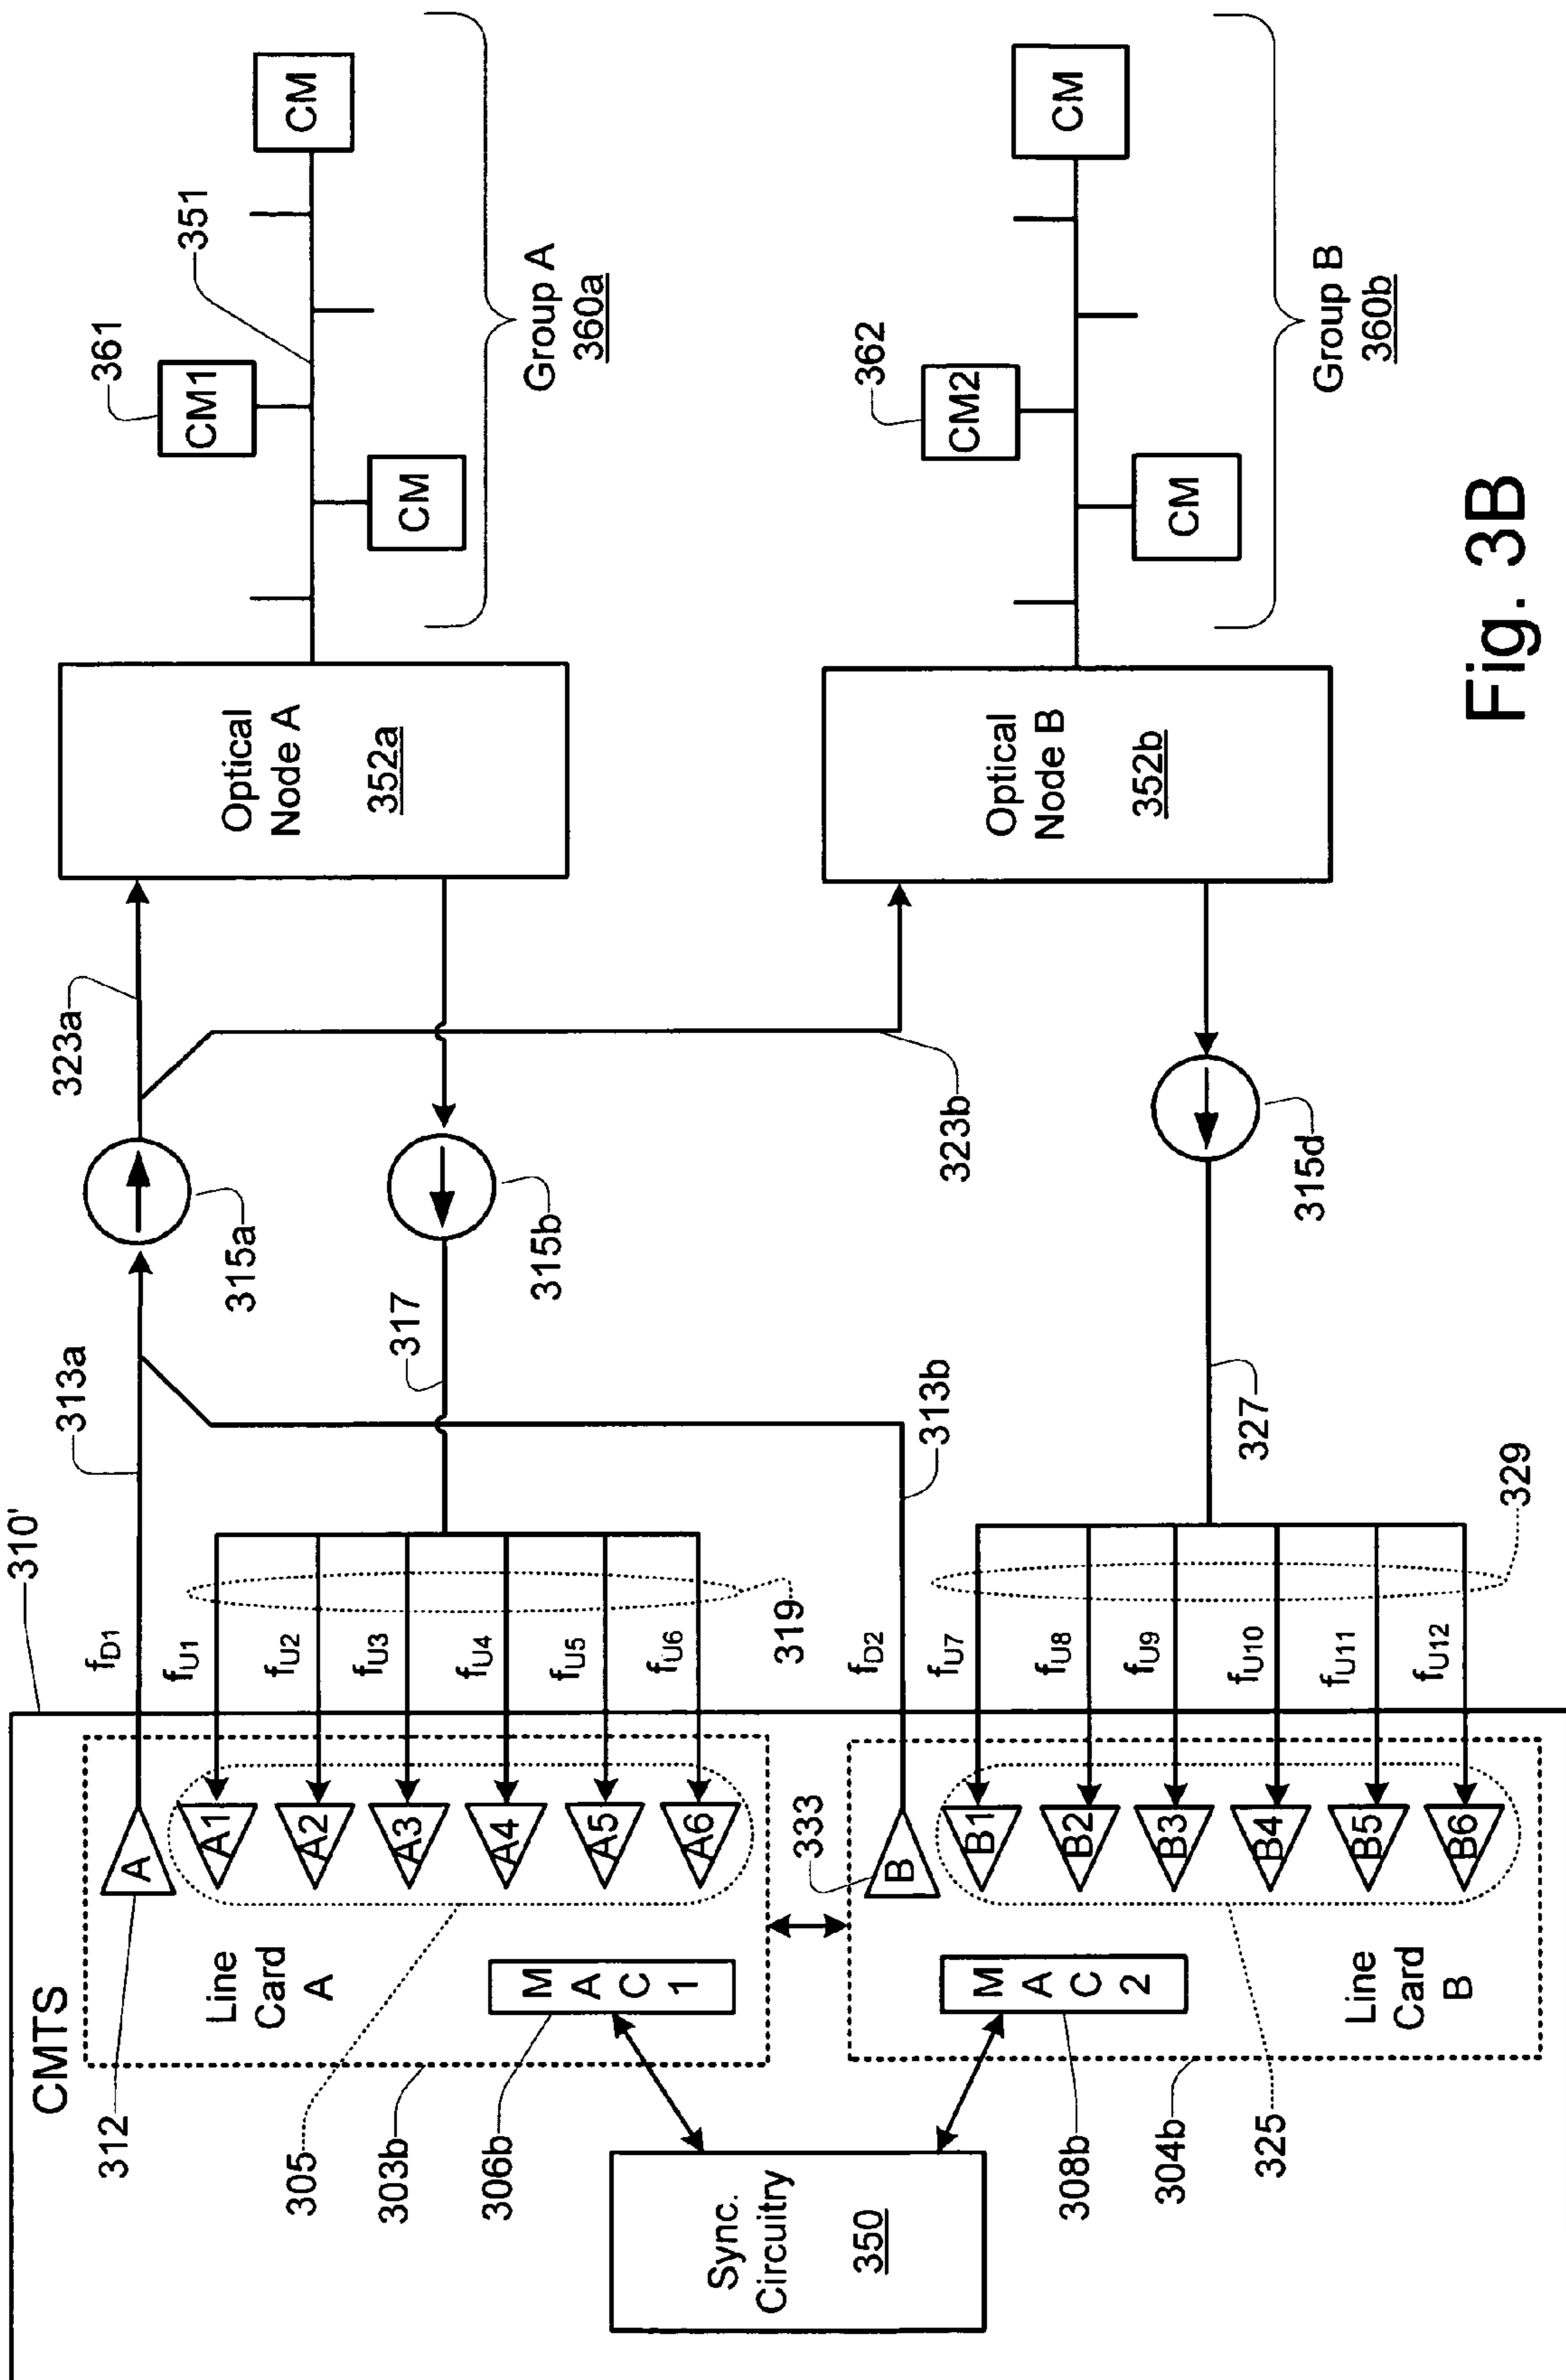 CMTS
310'
312
A
Line
Card
A
A1
A2
A3
A4
A5
A6
305
303b
306b
M
A
C
1
fD1
fU1
fU2
fU3
fU4
fU5
fU6
319
313a
317
315a
315b
323a
323b
Optical
Node A
352a
361
CM1
351
CM
CM
Group A
360a
Sync.
Circuitry
350
333
B
M
A
C
2
308b
304b
325
Line
Card
B
B1
B2
B3
B4
B5
B6
fD2
fU7
fU8
fU9
fU10
fU11
fU12
329
313b
327
315d
Optical
Node B
352b
362
CM2
CM
CM
Group B
360b
Fig. 3B